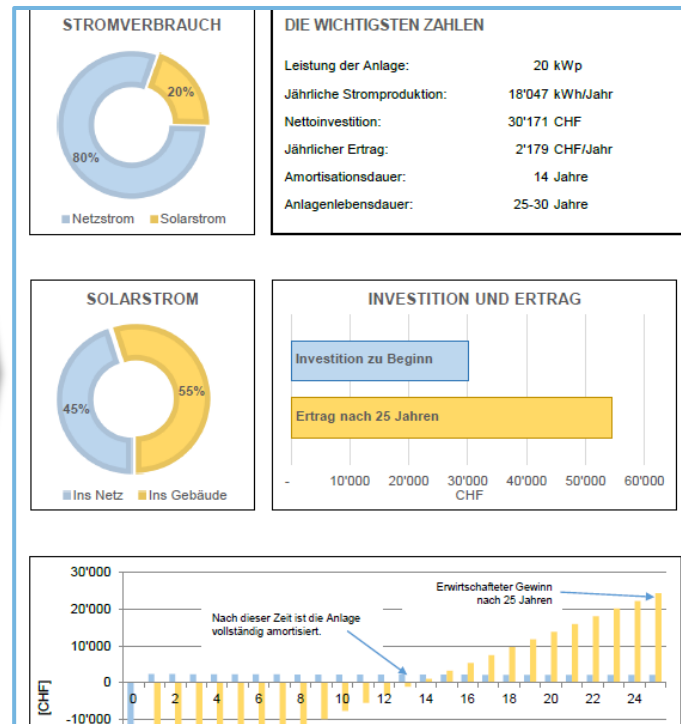 STROMVERBRAUCH
20%
80%
Netzstrom Solarstrom
DIE WICHTIGSTEN ZAHLEN
Leistung der Anlage: 20 kWp
Jährliche Stromproduktion: 18'047 kWh/Jahr
Nettoinvestition: 30'171 CHF
Jährlicher Ertrag: 2'179 CHF/Jahr
Amortisationsdauer: 14 Jahre
Anlagenlebensdauer: 25-30 Jahre
SOLARSTROM
55%
45%
Ins Netz Ins Gebäude
INVESTITION UND ERTRAG
Investition zu Beginn
Ertrag nach 25 Jahren
- 10'000 20'000 30'000 40'000 50'000 60'000
CHF
30'000
20'000
10'000
0
-10'000
[CHF]
Erwirtschafteter Gewinn
nach 25 Jahren
Nach dieser Zeit ist die Anlage
vollständig amortisiert.
0 2 4 6 8 10 12 14 16 18 20 22 24